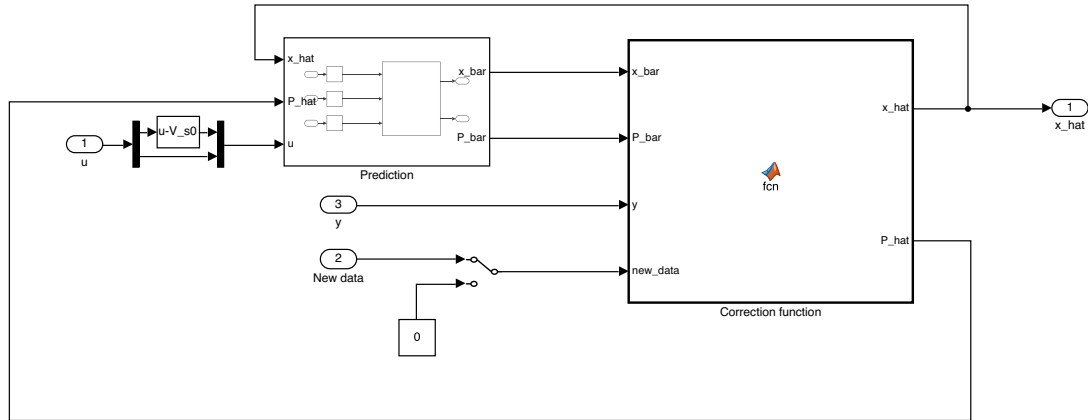 x_hat
P_hat
u
x_bar
P_bar
Prediction
1
u
u-V_s0
3
y
2
New data
0
x_bar
P_bar
y
new_data
fcn
x_hat
P_hat
Correction function
1
x_hat